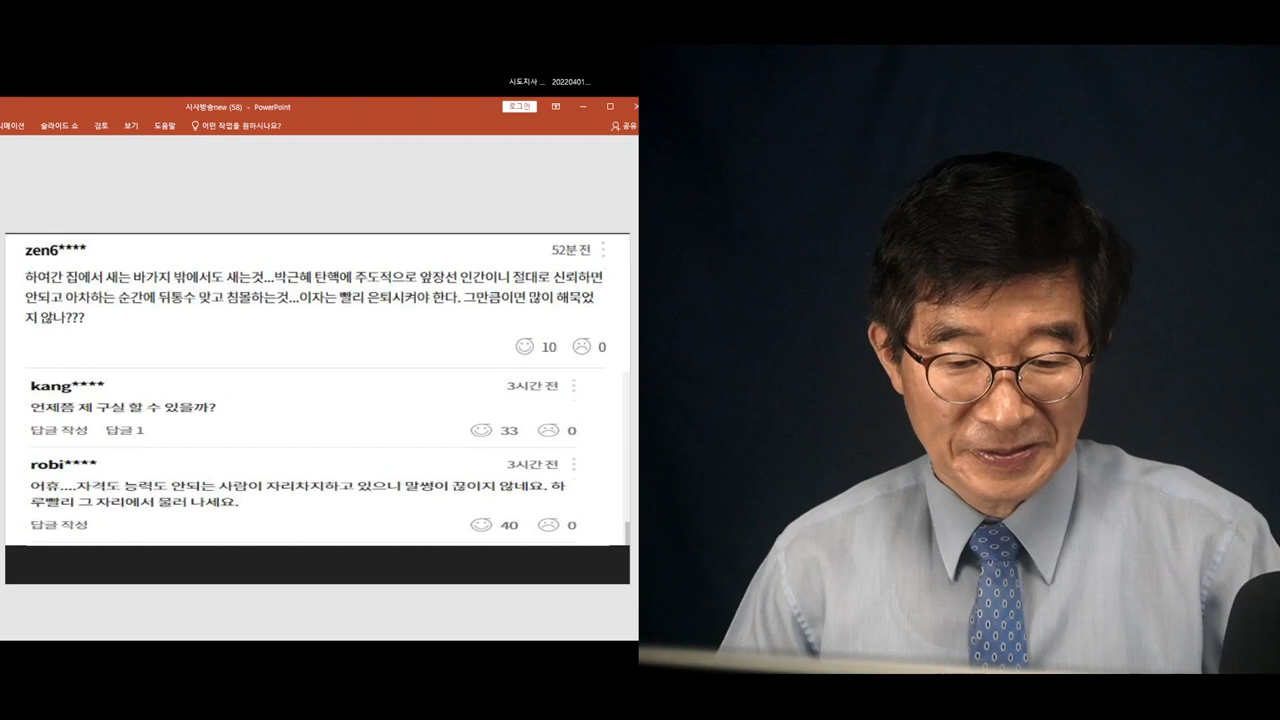 시도지사 ... 20220401...
시사방송new (58) - PowerPoint
로그인
슬라이드 쇼 검토 보기 도움말 어떤 작업을 원하시나요? 공유
zen6**** 52분 전
하여간 집에서 새는 바가지 밖에서도 새는것...박근혜 탄핵에 주도적으로 앞장선 인간이니 절대로 신뢰하면
안되고 아차하는 순간에 뒤통수 맞고 침몰하는것...이자는 빨리 은퇴시켜야 한다. 그만큼이면 많이 해묵었
지 않나???
10 0
kang**** 3시간 전
언제쯤 제 구실 할 수 있을까?
답글 작성 답글 1 33 0
robi**** 3시간 전
어휴....자격도 능력도 안되는 사람이 자리차지하고 있으니 말썽이 끊이지 않네요. 하
루빨리 그 자리에서 물러 나세요.
답글 작성 40 0